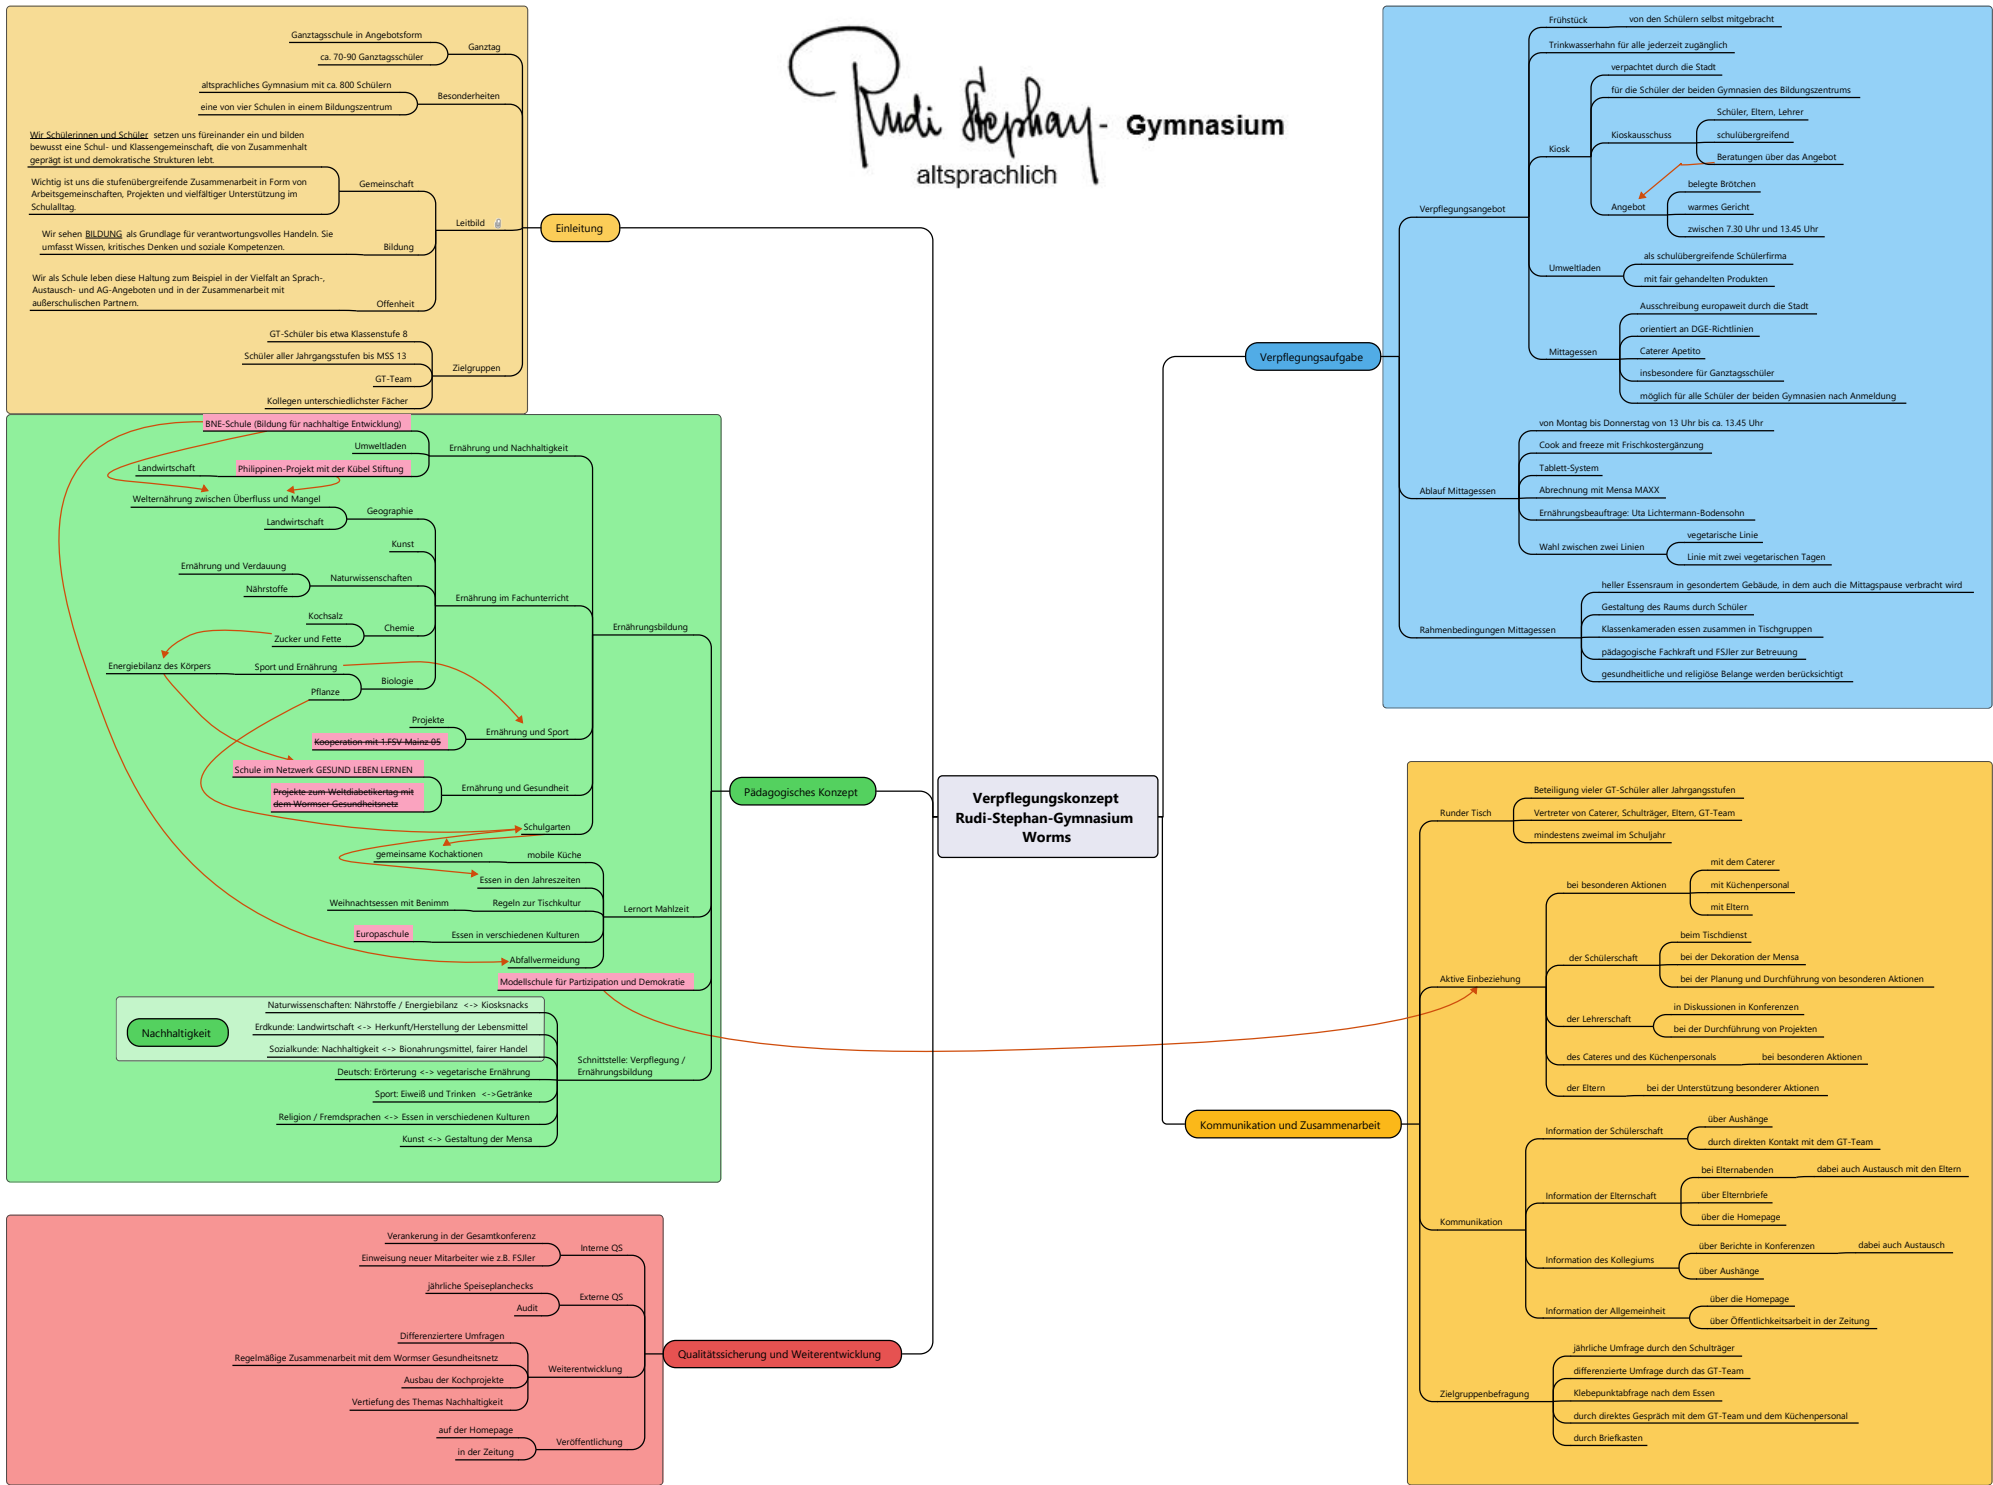 Rudi Stephan - Gymnasium
altsprachlich
Verpflegungskonzept
Rudi-Stephan-Gymnasium
Worms
Einleitung
Ganztag
Ganztagsschule in Angebotsform
ca. 70-90 Ganztagsschüler
Besonderheiten
altsprachliches Gymnasium mit ca. 800 Schülern
eine von vier Schulen in einem Bildungszentrum
Leitbild
Gemeinschaft
Wir Schülerinnen und Schüler setzen uns füreinander ein und bilden
bewusst eine Schul- und Klassengemeinschaft, die von Zusammenhalt
geprägt ist und demokratische Strukturen lebt.
Wichtig ist uns die stufenübergreifende Zusammenarbeit in Form von
Arbeitsgemeinschaften, Projekten und vielfältiger Unterstützung im
Schulalltag.
Bildung
Wir sehen BILDUNG als Grundlage für verantwortungsvolles Handeln. Sie
umfasst Wissen, kritisches Denken und soziale Kompetenzen.
Offenheit
Wir als Schule leben diese Haltung zum Beispiel in der Vielfalt an Sprach-,
Austausch- und AG-Angeboten und in der Zusammenarbeit mit
außerschulischen Partnern.
Zielgruppen
GT-Schüler bis etwa Klassenstufe 8
Schüler aller Jahrgangsstufen bis MSS 13
GT-Team
Kollegen unterschiedlichster Fächer
Pädagogisches Konzept
Ernährungsbildung
Ernährung und Nachhaltigkeit
BNE-Schule (Bildung für nachhaltige Entwicklung)
Umweltladen
Philippinen-Projekt mit der Kübel Stiftung
Landwirtschaft
Ernährung im Fachunterricht
Geographie
Welternährung zwischen Überfluss und Mangel
Landwirtschaft
Kunst
Naturwissenschaften
Ernährung und Verdauung
Nährstoffe
Chemie
Kochsalz
Zucker und Fette
Biologie
Sport und Ernährung
Energiebilanz des Körpers
Pflanze
Ernährung und Sport
Projekte
Kooperation mit 1.FSV Mainz 05
Ernährung und Gesundheit
Schule im Netzwerk GESUND LEBEN LERNEN
Projekte zum Weltdiabetikertag mit
dem Wormser Gesundheitsnetz
Schulgarten
Lernort Mahlzeit
mobile Küche
gemeinsame Kochaktionen
Essen in den Jahreszeiten
Regeln zur Tischkultur
Weihnachtsessen mit Benimm
Essen in verschiedenen Kulturen
Europaschule
Abfallvermeidung
Modellschule für Partizipation und Demokratie
Schnittstelle: Verpflegung /
Ernährungsbildung
Nachhaltigkeit
Naturwissenschaften: Nährstoffe / Energiebilanz <-> Kiosksnacks
Erdkunde: Landwirtschaft <-> Herkunft/Herstellung der Lebensmittel
Sozialkunde: Nachhaltigkeit <-> Bionahrungsmittel, fairer Handel
Deutsch: Erörterung <-> vegetarische Ernährung
Sport: Eiweiß und Trinken <->Getränke
Religion / Fremdsprachen <-> Essen in verschiedenen Kulturen
Kunst <-> Gestaltung der Mensa
Qualitätssicherung und Weiterentwicklung
Interne QS
Verankerung in der Gesamtkonferenz
Einweisung neuer Mitarbeiter wie z.B. FSJler
Externe QS
jährliche Speiseplanchecks
Audit
Weiterentwicklung
Differenziertere Umfragen
Regelmäßige Zusammenarbeit mit dem Wormser Gesundheitsnetz
Ausbau der Kochprojekte
Vertiefung des Themas Nachhaltigkeit
Veröffentlichung
auf der Homepage
in der Zeitung
Verpflegungsaufgabe
Verpflegungsangebot
Frühstück
von den Schülern selbst mitgebracht
Trinkwasserhahn für alle jederzeit zugänglich
Kiosk
verpachtet durch die Stadt
für die Schüler der beiden Gymnasien des Bildungszentrums
Kioskausschuss
Schüler, Eltern, Lehrer
schulübergreifend
Beratungen über das Angebot
Angebot
belegte Brötchen
warmes Gericht
zwischen 7.30 Uhr und 13.45 Uhr
Umweltladen
als schulübergreifende Schülerfirma
mit fair gehandelten Produkten
Mittagessen
Ausschreibung europaweit durch die Stadt
orientiert an DGE-Richtlinien
Caterer Apetito
insbesondere für Ganztagsschüler
möglich für alle Schüler der beiden Gymnasien nach Anmeldung
Ablauf Mittagessen
von Montag bis Donnerstag von 13 Uhr bis ca. 13.45 Uhr
Cook and freeze mit Frischkostergänzung
Tablett-System
Abrechnung mit Mensa MAXX
Ernährungsbeauftrage: Uta Lichtermann-Bodensohn
Wahl zwischen zwei Linien
vegetarische Linie
Linie mit zwei vegetarischen Tagen
Rahmenbedingungen Mittagessen
heller Essensraum in gesondertem Gebäude, in dem auch die Mittagspause verbracht wird
Gestaltung des Raums durch Schüler
Klassenkameraden essen zusammen in Tischgruppen
pädagogische Fachkraft und FSJler zur Betreuung
gesundheitliche und religiöse Belange werden berücksichtigt
Kommunikation und Zusammenarbeit
Runder Tisch
Beteiligung vieler GT-Schüler aller Jahrgangsstufen
Vertreter von Caterer, Schulträger, Eltern, GT-Team
mindestens zweimal im Schuljahr
Aktive Einbeziehung
bei besonderen Aktionen
mit dem Caterer
mit Küchenpersonal
mit Eltern
der Schülerschaft
beim Tischdienst
bei der Dekoration der Mensa
bei der Planung und Durchführung von besonderen Aktionen
der Lehrerschaft
in Diskussionen in Konferenzen
bei der Durchführung von Projekten
des Cateres und des Küchenpersonals
bei besonderen Aktionen
der Eltern
bei der Unterstützung besonderer Aktionen
Kommunikation
Information der Schülerschaft
über Aushänge
durch direkten Kontakt mit dem GT-Team
Information der Elternschaft
bei Elternabenden
dabei auch Austausch mit den Eltern
über Elternbriefe
über die Homepage
Information des Kollegiums
über Berichte in Konferenzen
dabei auch Austausch
über Aushänge
Information der Allgemeinheit
über die Homepage
über Öffentlichkeitsarbeit in der Zeitung
Zielgruppenbefragung
jährliche Umfrage durch den Schulträger
differenzierte Umfrage durch das GT-Team
Klebepunktabfrage nach dem Essen
durch direktes Gespräch mit dem GT-Team und dem Küchenpersonal
durch Briefkasten